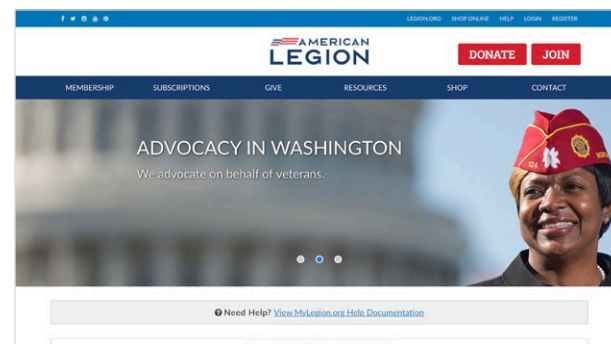 LEGION.ORG SHOP ONLINE HELP LOGIN REGISTER
AMERICAN
LEGION
DONATE JOIN
MEMBERSHIP SUBSCRIPTIONS GIVE RESOURCES SHOP CONTACT
ADVOCACY IN WASHINGTON
We advocate on behalf of veterans.
124
Need Help? View MyLegion.org Help Documentation